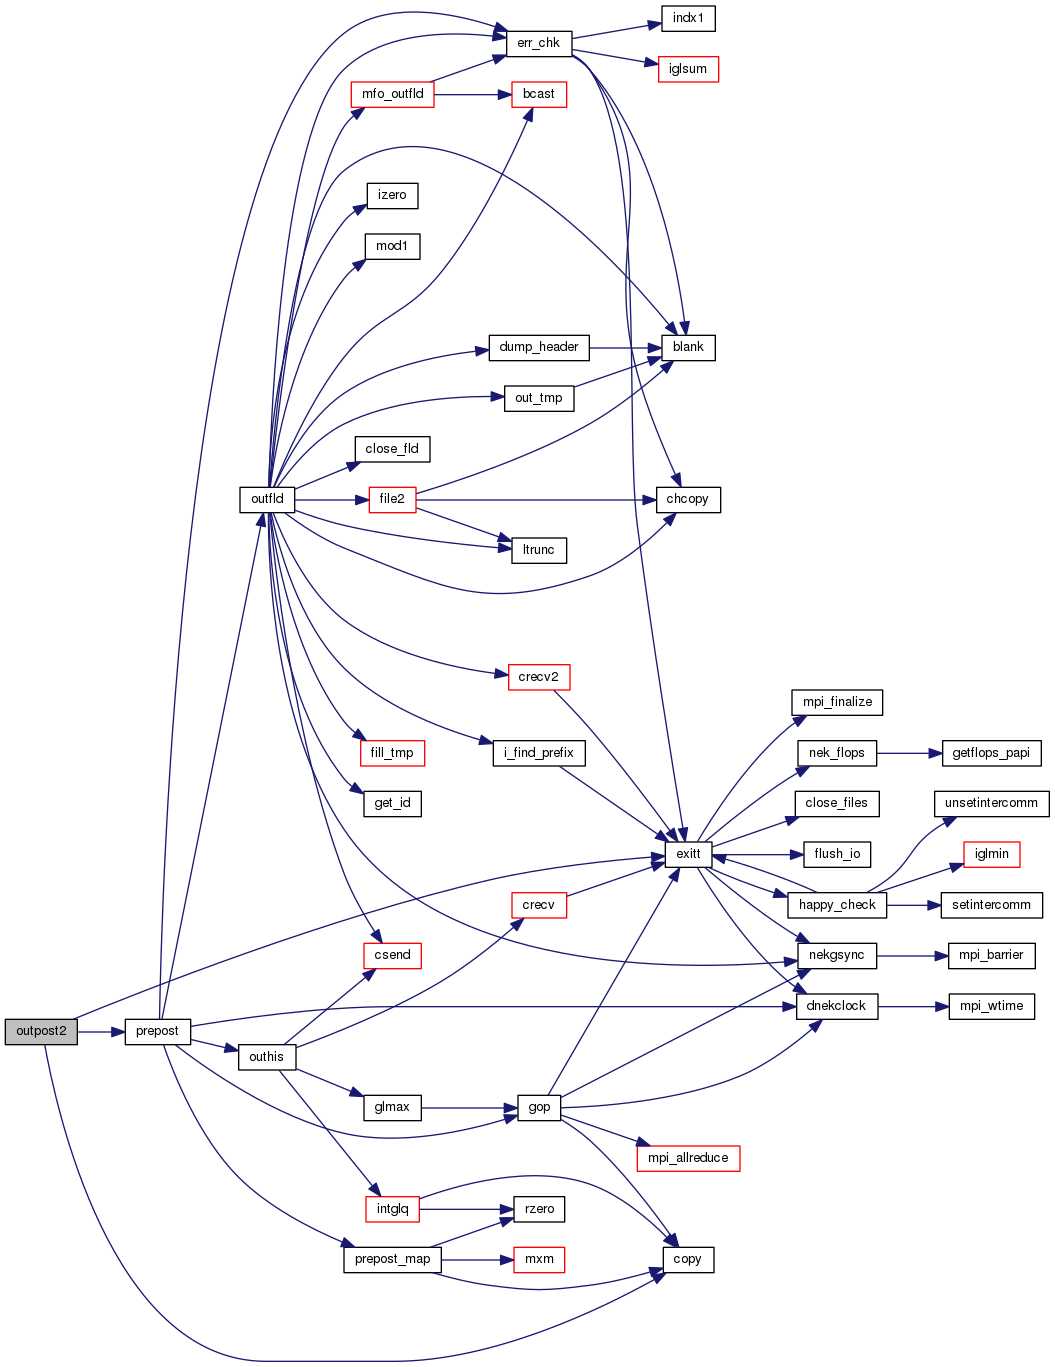 indx1
err_chk
iglsum
mfo_outfld
bcast
izero
mod1
dump_header
blank
out_tmp
close_fld
outfld
file2
chcopy
ltrunc
crecv2
mpi_finalize
fill_tmp
i_find_prefix
nek_flops
getflops_papi
get_id
close_files
unsetintercomm
exitt
flush_io
iglmin
crecv
happy_check
setintercomm
csend
nekgsync
mpi_barrier
dnekclock
mpi_wtime
outpost2
prepost
outhis
glmax
gop
mpi_allreduce
intglq
rzero
prepost_map
mxm
copy